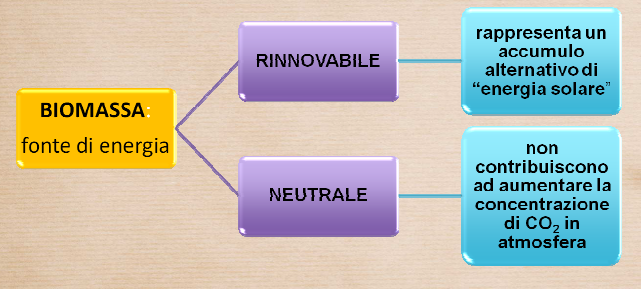 BIOMASSA:
fonte di energia
RINNOVABILE
rappresenta un
accumulo
alternativo di
“energia solare”
NEUTRALE
non
contribuiscono
ad aumentare la
concentrazione
di CO₂ in
atmosfera